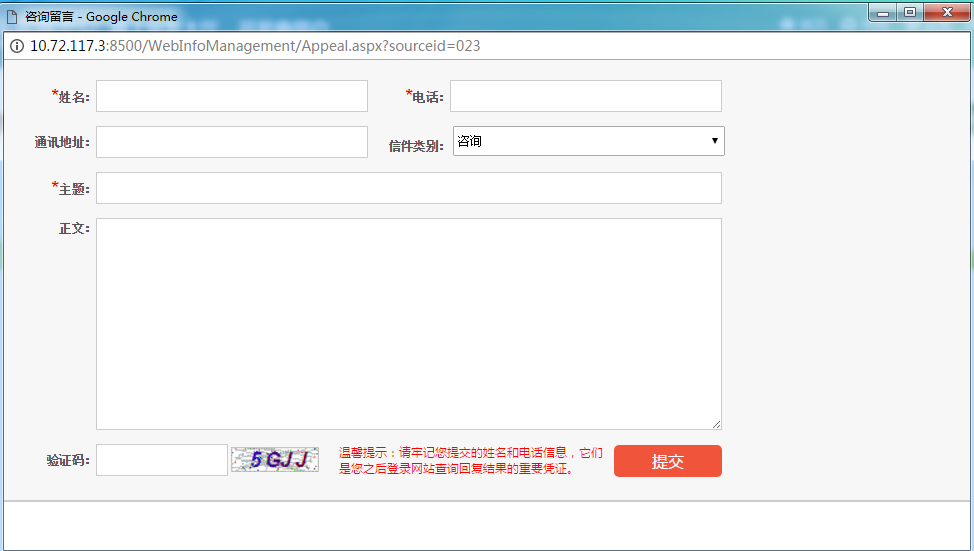 咨询留言 - Google Chrome
10.72.117.3:8500/WebInfoManagement/Appeal.aspx?sourceid=023
*姓名: *电话:
通讯地址: 信件类别: 咨询
*主题:
正文:
验证码: 5GJJ 温馨提示：请牢记您提交的姓名和电话信息，它们 提交
是您之后登录网站查询回复结果的重要凭证。